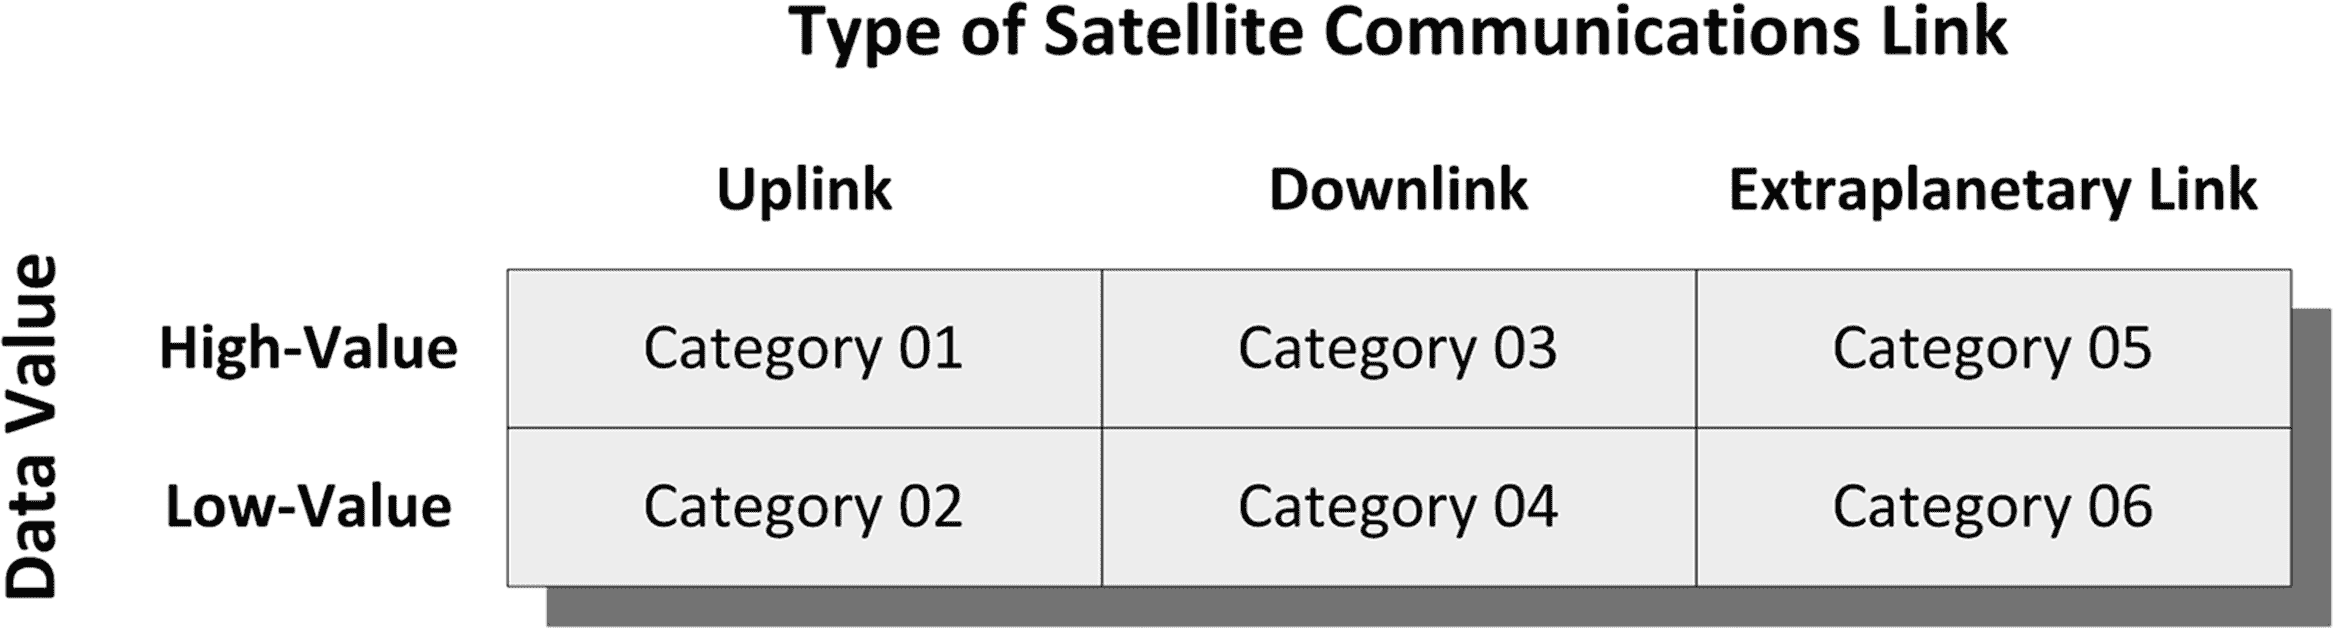 Type of Satellite Communications Link
Uplink Downlink Extraplanetary Link
Data Value
High-Value Category 01 Category 03 Category 05
Low-Value Category 02 Category 04 Category 06